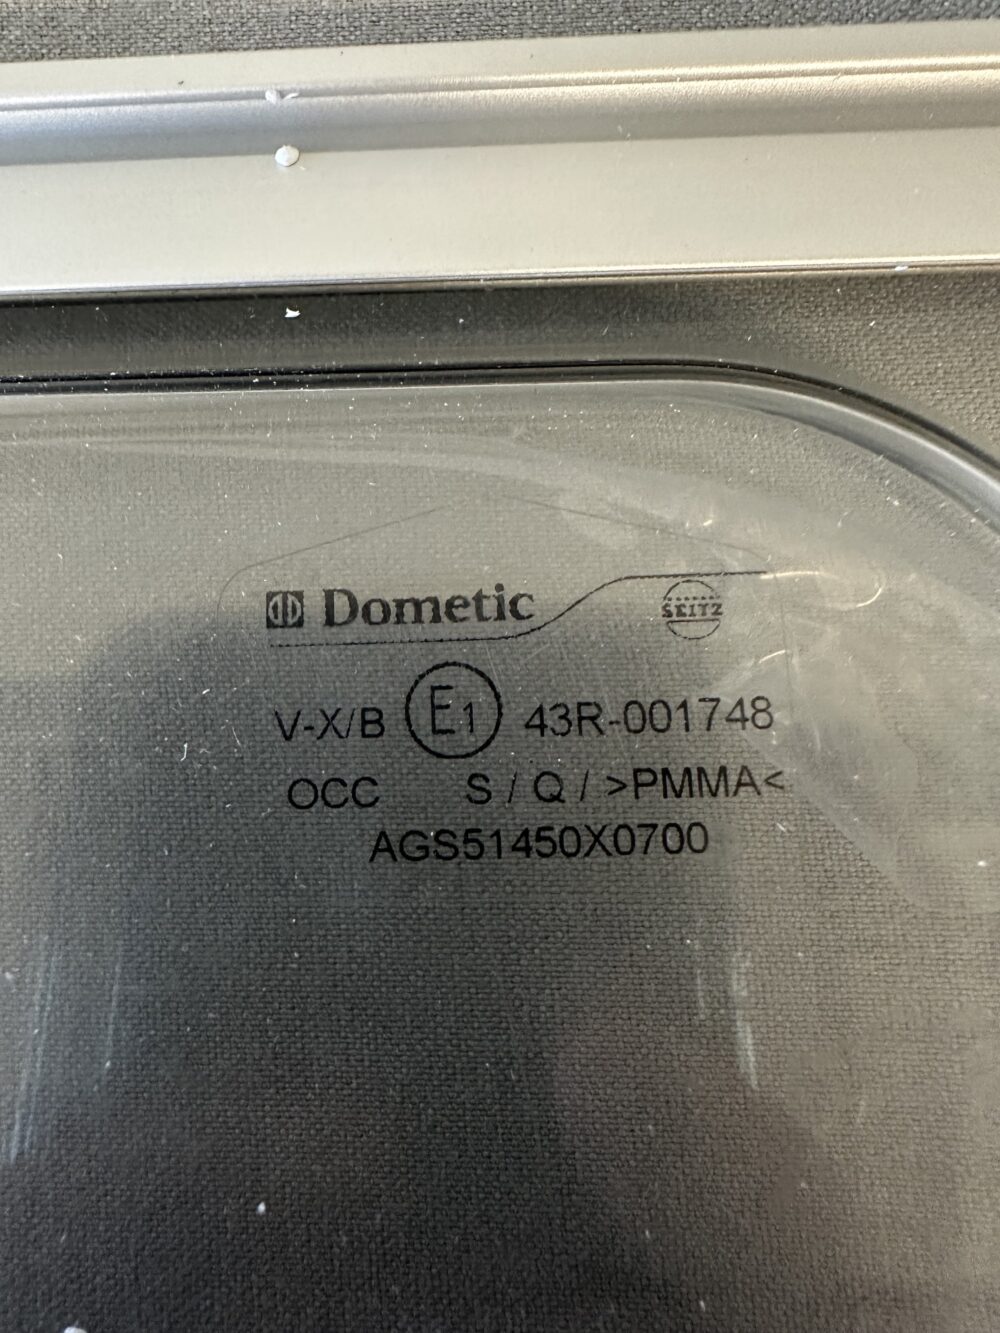 Dometic
SEITZ
V-X/B E1 43R-001748
OCC S / Q / >PMMA<
AGS51450X0700